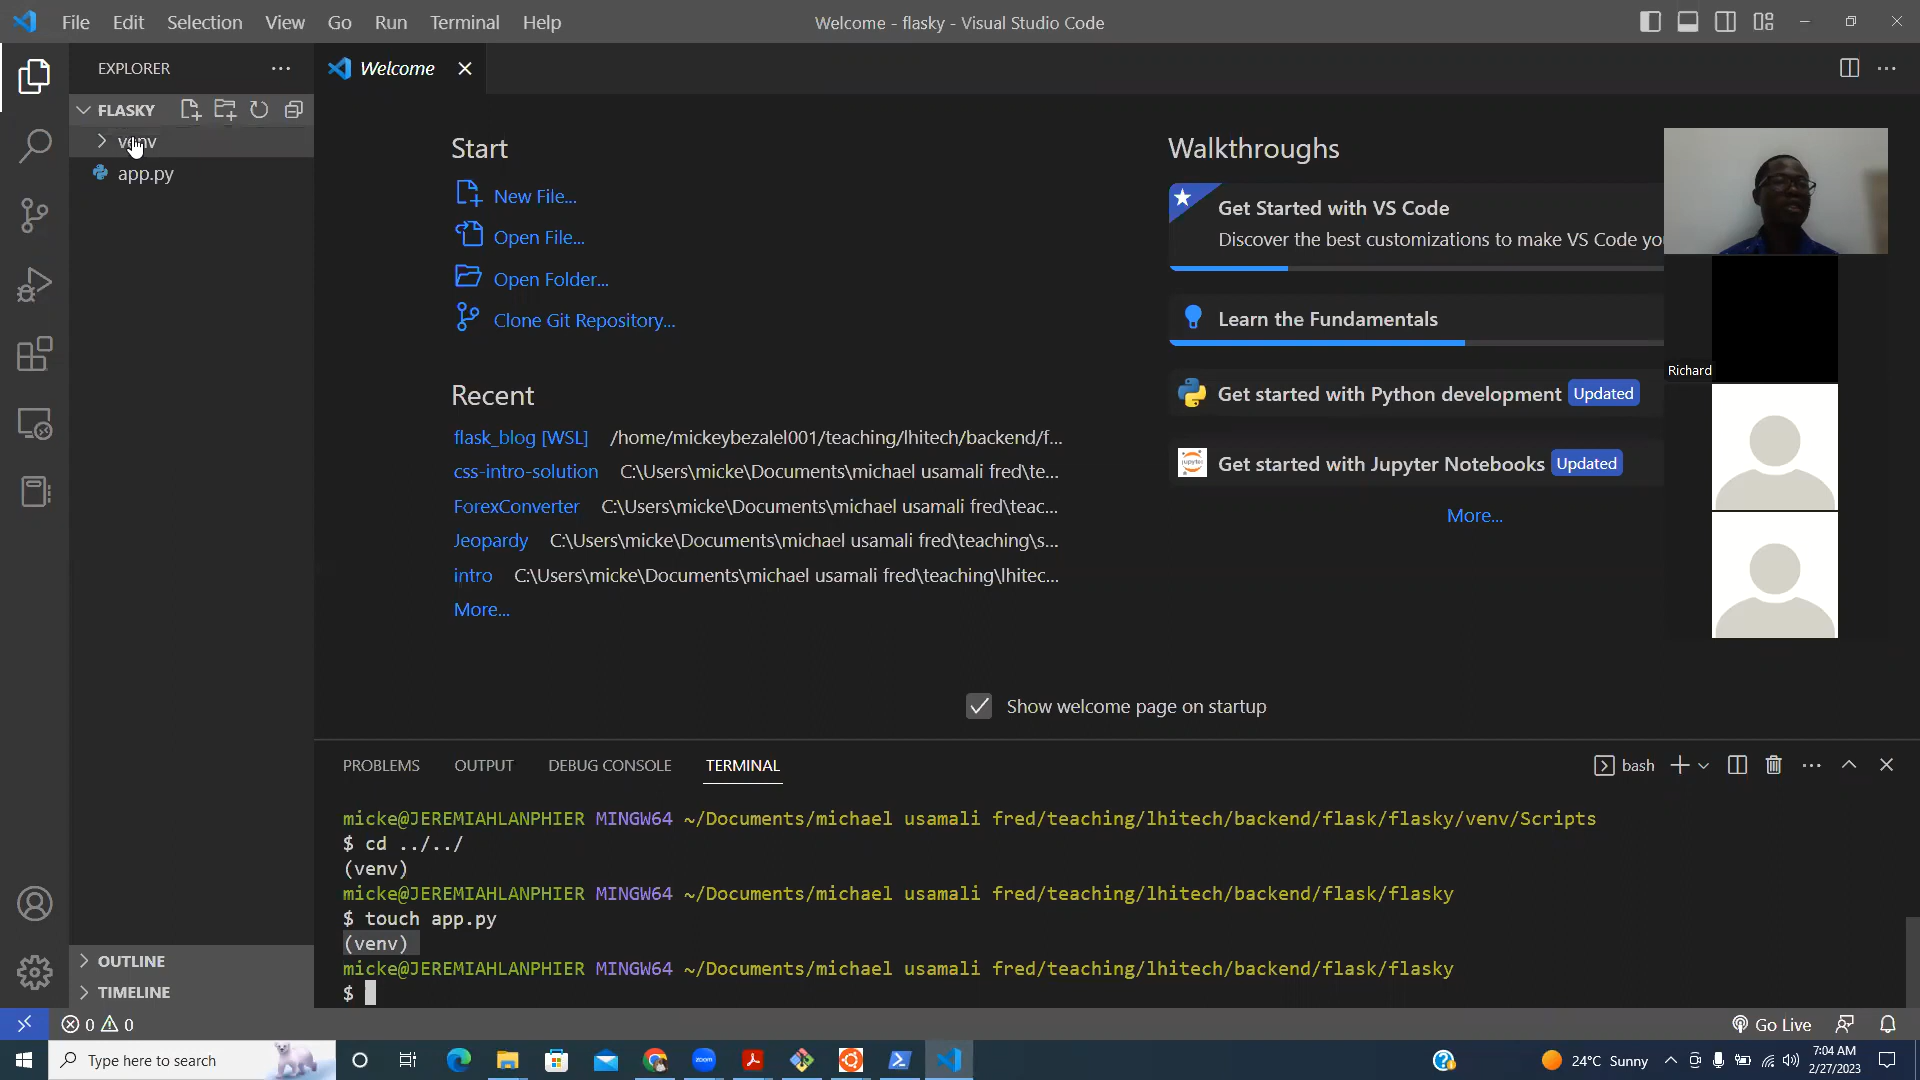 File Edit Selection View Go Run Terminal Help
Welcome - flasky - Visual Studio Code
EXPLORER
Welcome
FLASKY
venv
app.py
Start
New File...
Open File...
Open Folder...
Clone Git Repository...
Recent
flask_blog [WSL] /home/mickeybezalel001/teaching/lhitech/backend/f...
css-intro-solution C:\Users\micke\Documents\michael usamali fred\te...
ForexConverter C:\Users\micke\Documents\michael usamali fred\teac...
Jeopardy C:\Users\micke\Documents\michael usamali fred\teaching\s...
intro C:\Users\micke\Documents\michael usamali fred\teaching\lhitec...
More...
Walkthroughs
Get Started with VS Code
Discover the best customizations to make VS Code yo
Learn the Fundamentals
Get started with Python development Updated
jupyter
Get started with Jupyter Notebooks Updated
More...
Richard
Show welcome page on startup
PROBLEMS OUTPUT DEBUG CONSOLE TERMINAL
bash
micke@JEREMIAHLANPHIER MINGW64 ~/Documents/michael usamali fred/teaching/lhitech/backend/flask/flasky/venv/Scripts
$ cd ../../
(venv)
micke@JEREMIAHLANPHIER MINGW64 ~/Documents/michael usamali fred/teaching/lhitech/backend/flask/flasky
$ touch app.py
(venv)
micke@JEREMIAHLANPHIER MINGW64 ~/Documents/michael usamali fred/teaching/lhitech/backend/flask/flasky
$
OUTLINE
TIMELINE
0 0
Go Live
Type here to search
zoom
24°C Sunny
7:04 AM
2/27/2023